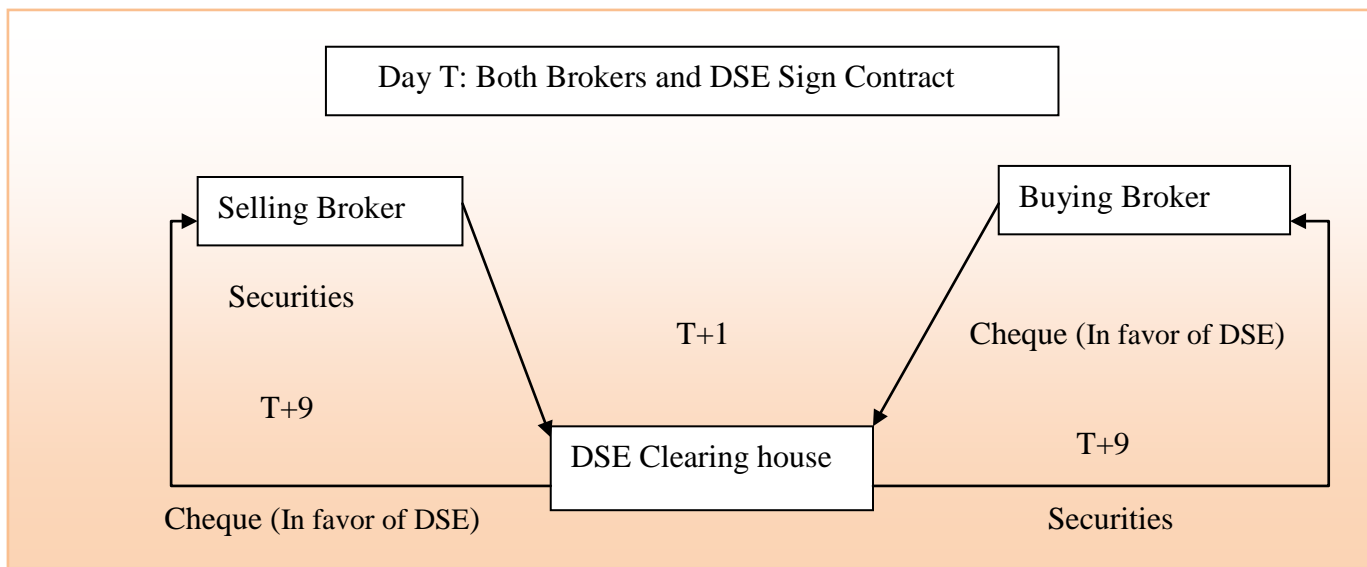 Day T: Both Brokers and DSE Sign Contract
Selling Broker
Buying Broker
Securities
T+1
Cheque (In favor of DSE)
T+9
DSE Clearing house
T+9
Cheque (In favor of DSE)
Securities